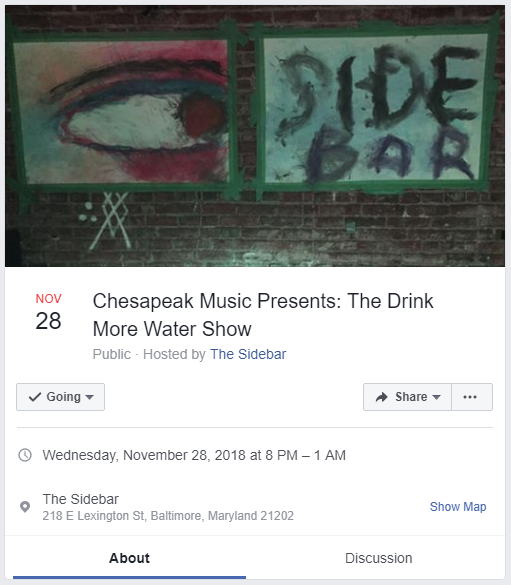 SIDE
BAR
NOV
28
Chesapeak Music Presents: The Drink
More Water Show
Public · Hosted by The Sidebar
Going
Share
Wednesday, November 28, 2018 at 8 PM – 1 AM
The Sidebar
218 E Lexington St, Baltimore, Maryland 21202
Show Map
About
Discussion